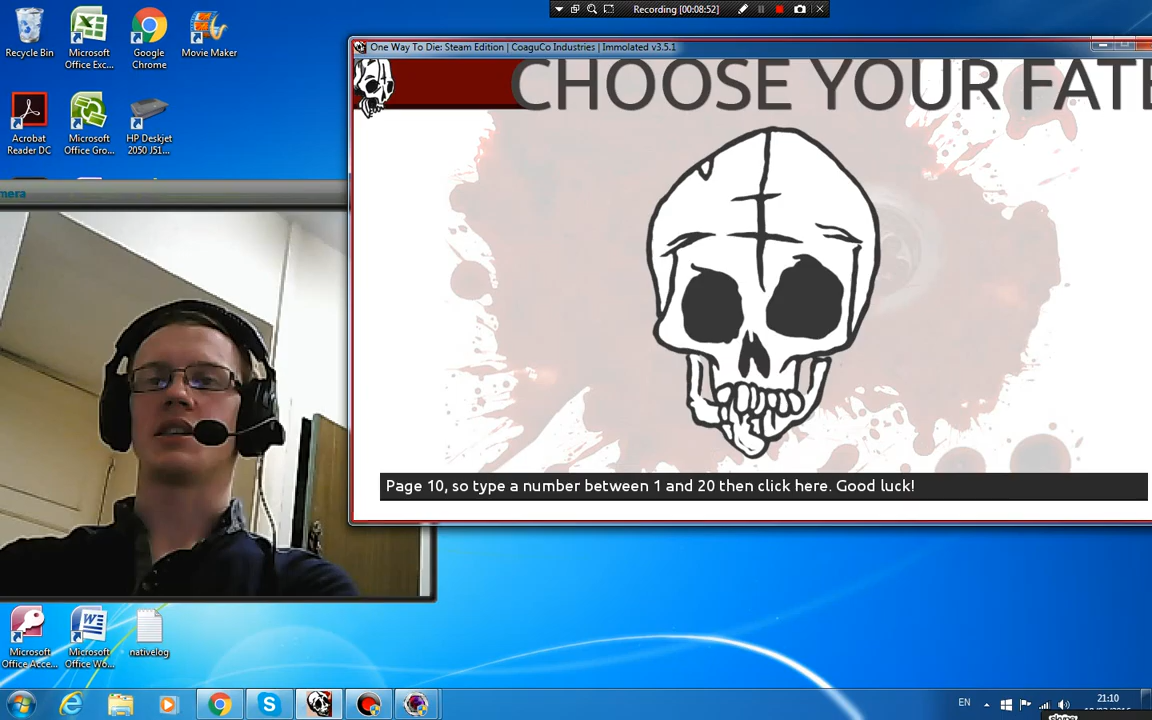 Recording [00:08:52]
Recycle Bin
Microsoft
Office Exc...
Google
Chrome
Movie Maker
One Way To Die: Steam Edition | CoaguCo Industries | Immolated v3.5.1
CHOOSE YOUR FATE
Acrobat
Reader DC
Microsoft
Office Gro...
HP Deskjet
2050 J51...
mera
Page 10, so type a number between 1 and 20 then click here. Good luck!
Microsoft
Office Acce...
Microsoft
Office Wo...
nativelog
EN
21:10
skype